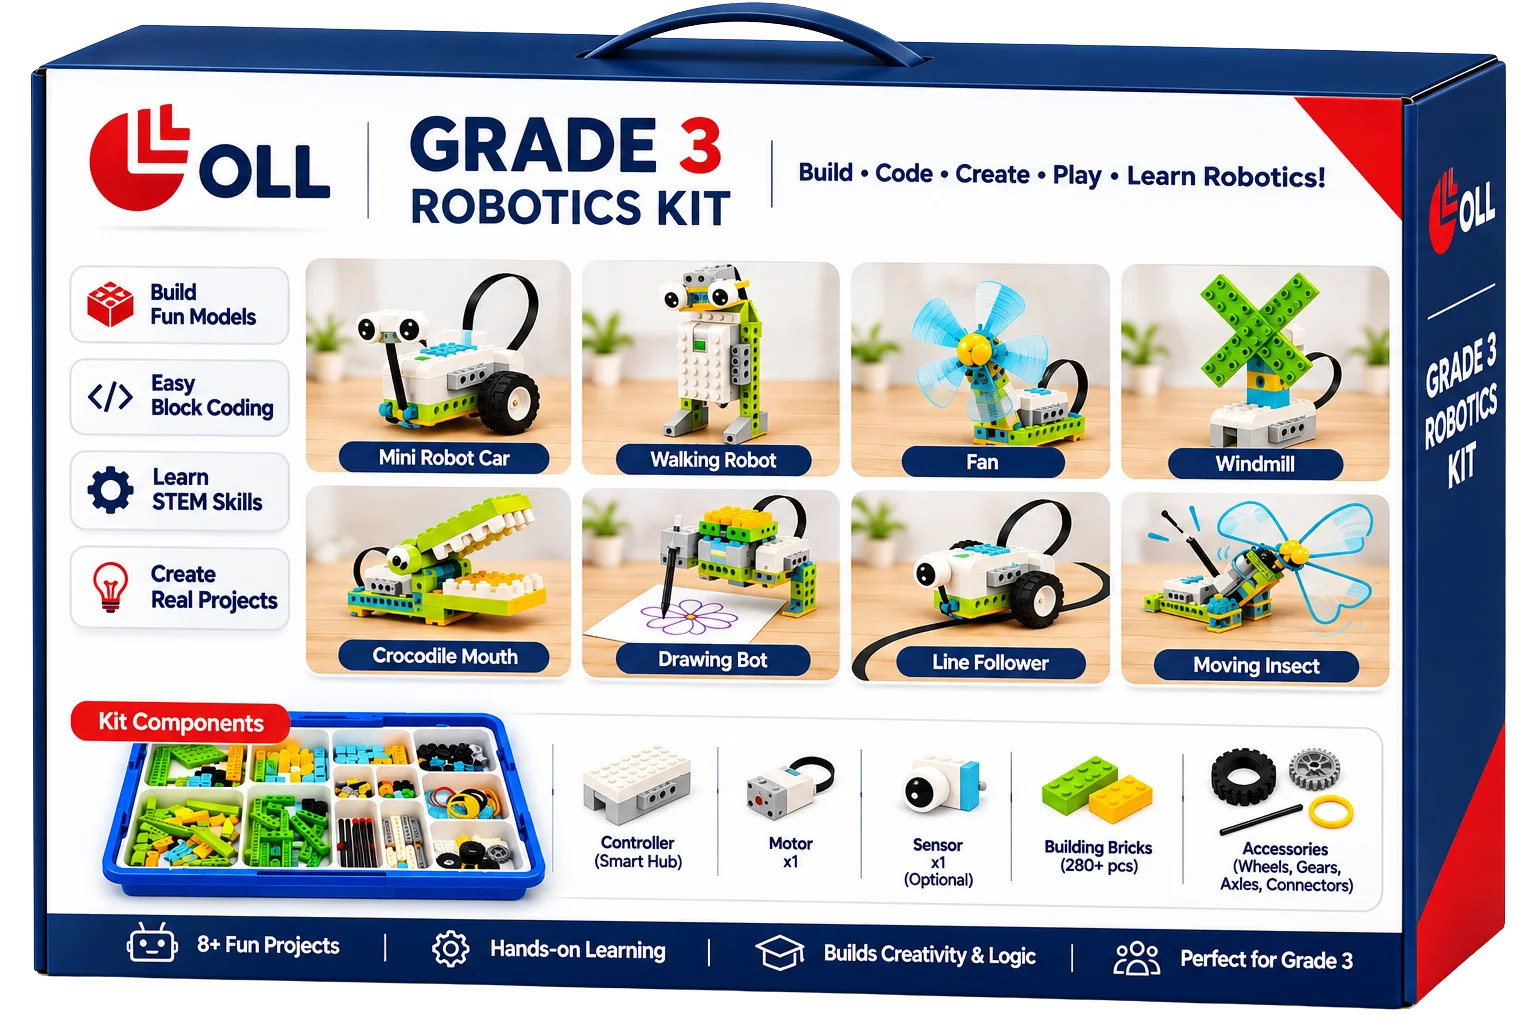 OLL
GRADE 3
ROBOTICS KIT
Build • Code • Create • Play • Learn Robotics!
Build
Fun Models
Easy
Block Coding
Learn
STEM Skills
Create
Real Projects
Mini Robot Car
Walking Robot
Fan
Windmill
Crocodile Mouth
Drawing Bot
Line Follower
Moving Insect
Kit Components
Controller
(Smart Hub)
Motor
x1
Sensor
x1
(Optional)
Building Bricks
(280+ pcs)
Accessories
(Wheels, Gears,
Axles, Connectors)
8+ Fun Projects
Hands-on Learning
Builds Creativity & Logic
Perfect for Grade 3
OLL
GRADE 3
ROBOTICS
KIT